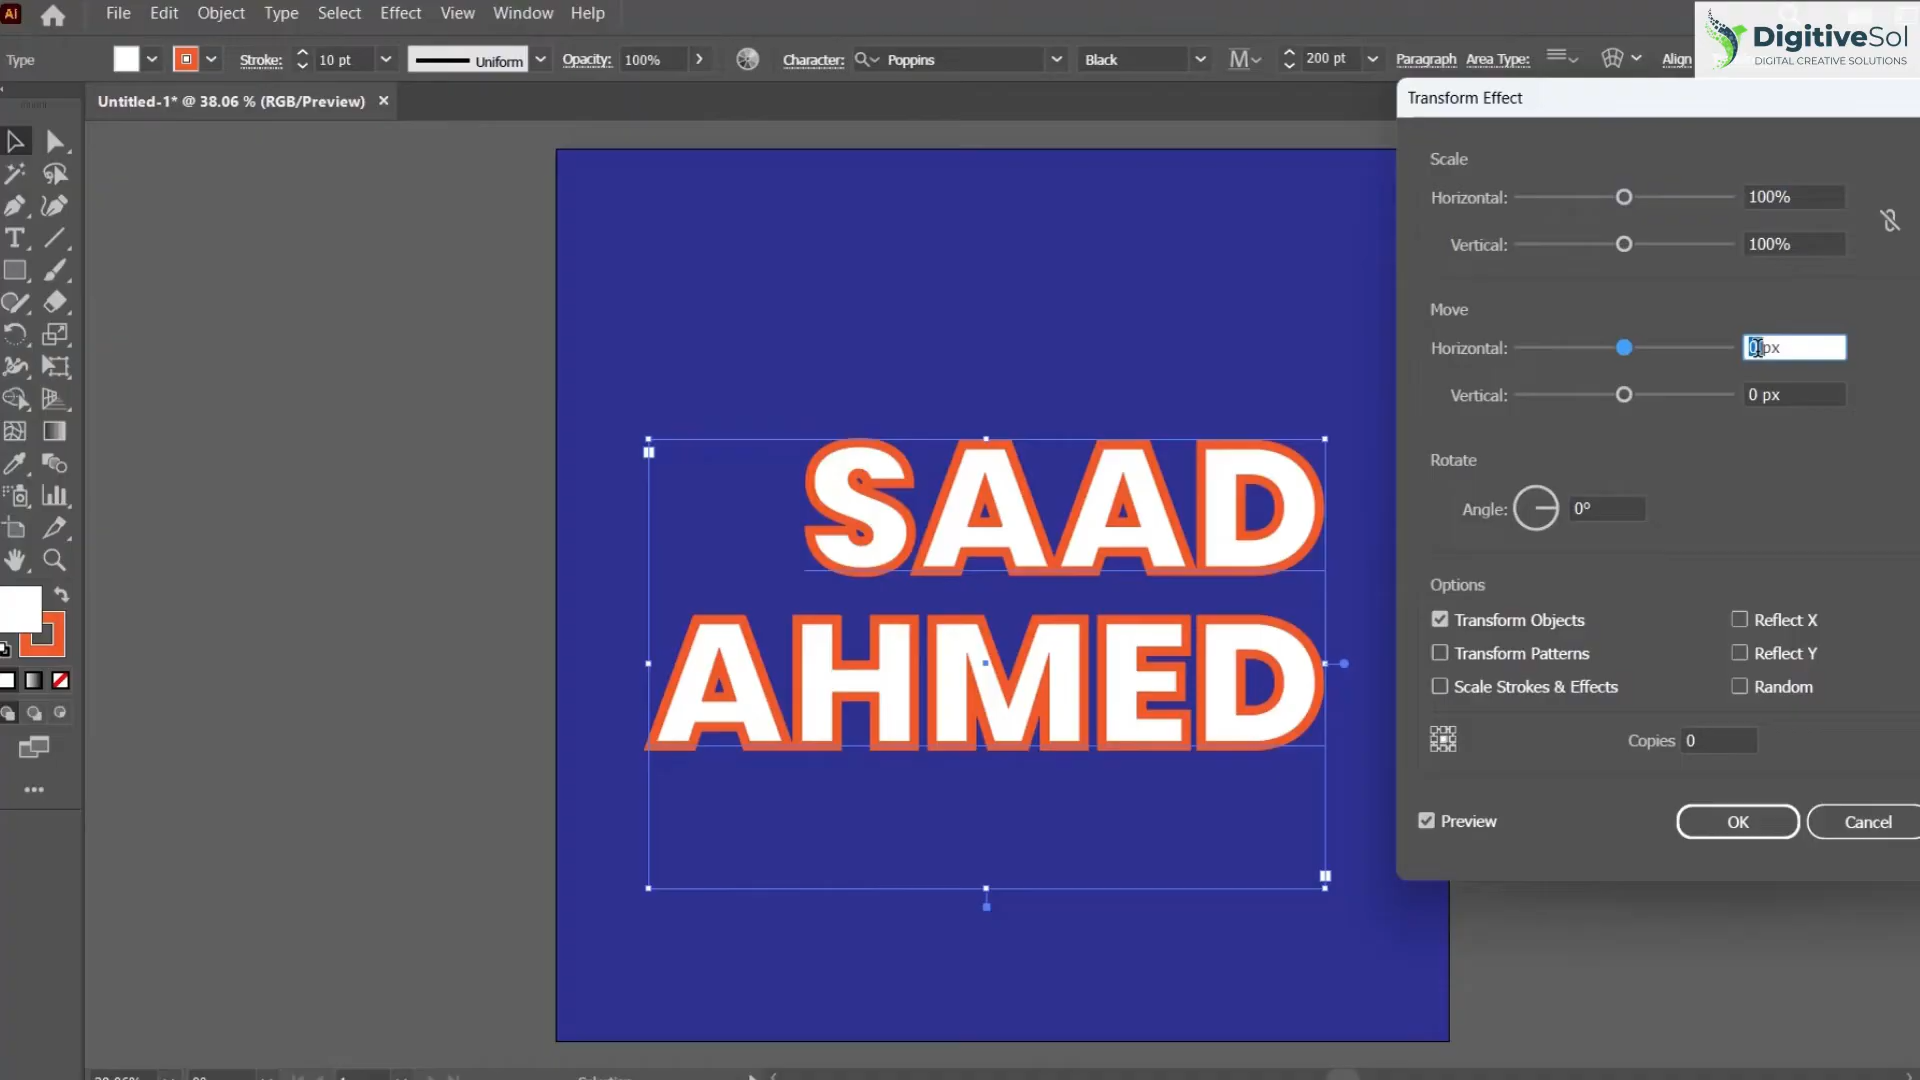 Ai File Edit Object Type Select Effect View Window Help
DigitiveSol
DIGITAL CREATIVE SOLUTIONS
Type Stroke: 10 pt Uniform Opacity: 100% Character: Poppins Black 200 pt Paragraph Area Type: Align
Untitled-1* @ 38.06 % (RGB/Preview) ×
Transform Effect
Scale
Horizontal: 100%
Vertical: 100%
Move
Horizontal: 0 px
Vertical: 0 px
Rotate
Angle: 0°
Options
Transform Objects Reflect X
Transform Patterns Reflect Y
Scale Strokes & Effects Random
Copies 0
Preview OK Cancel
SAAD
AHMED